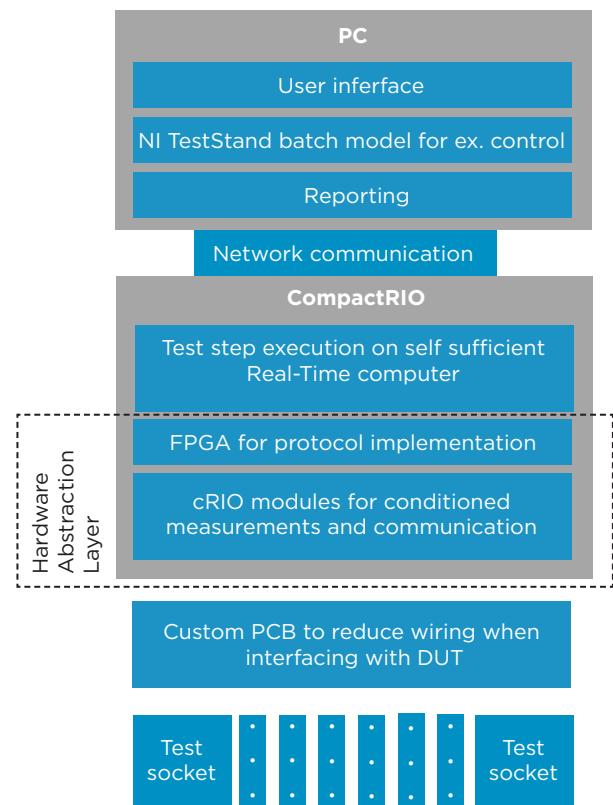 PC
User inferface
NI TestStand batch model for ex. control
Reporting
Network communication
CompactRIO
Test step execution on self sufficient
Real-Time computer
FPGA for protocol implementation
cRIO modules for conditioned
measurements and communication
Hardware
Abstraction
Layer
Custom PCB to reduce wiring when
interfacing with DUT
Test
socket
Test
socket